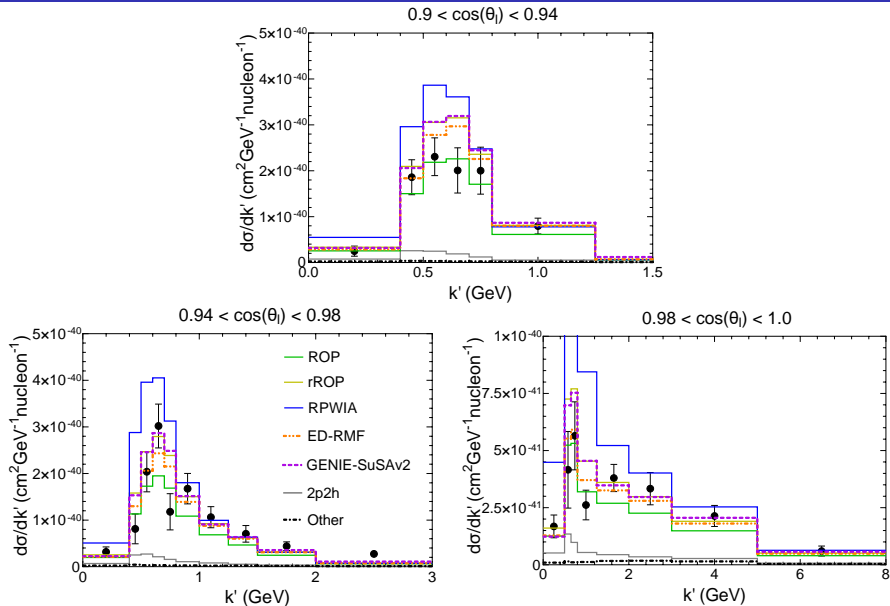 0.9 < cos(θl) < 0.94
dσ/dk' (cm²GeV⁻¹nucleon⁻¹)
5×10⁻⁴⁰
4×10⁻⁴⁰
3×10⁻⁴⁰
2×10⁻⁴⁰
1×10⁻⁴⁰
0
0.0 0.5 1.0 1.5
k' (GeV)
0.94 < cos(θl) < 0.98
dσ/dk' (cm²GeV⁻¹nucleon⁻¹)
5×10⁻⁴⁰
4×10⁻⁴⁰
3×10⁻⁴⁰
2×10⁻⁴⁰
1×10⁻⁴⁰
0
0 1 2 3
k' (GeV)
ROP
rROP
RPWIA
ED-RMF
GENIE-SuSAv2
2p2h
Other
0.98 < cos(θl) < 1.0
dσ/dk' (cm²GeV⁻¹nucleon⁻¹)
1×10⁻⁴⁰
7.5×10⁻⁴¹
5×10⁻⁴¹
2.5×10⁻⁴¹
0
0 2 4 6 8
k' (GeV)